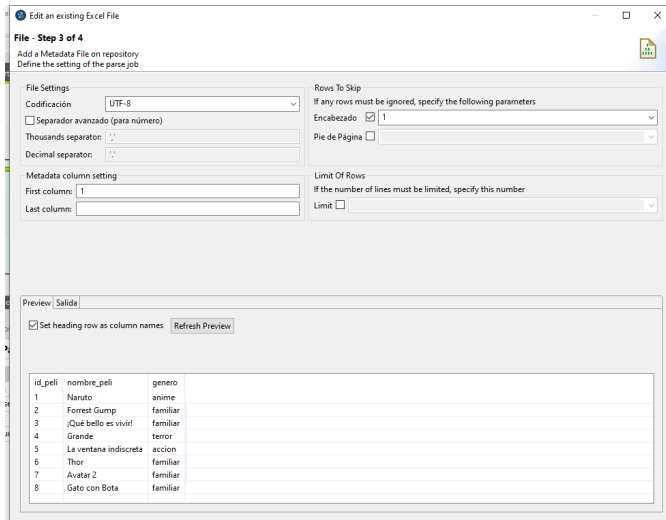 Edit an existing Excel File
File - Step 3 of 4
Add a Metadata File on repository
Define the setting of the parse job
File Settings
Codificación UTF-8
Separador avanzado (para número)
Thousands separator: ','
Decimal separator: '.'
Rows To Skip
If any rows must be ignored, specify the following parameters
Encabezado 1
Pie de Página
Metadata column setting
First column: 1
Last column:
Limit Of Rows
If the number of lines must be limited, specify this number
Limit
Preview Salida
Set heading row as column names Refresh Preview
id_peli nombre_peli genero
1 Naruto anime
2 Forrest Gump familiar
3 ¡Qué bello es vivir! familiar
4 Grande terror
5 La ventana indiscreta accion
6 Thor familiar
7 Avatar 2 familiar
8 Gato con Bota familiar